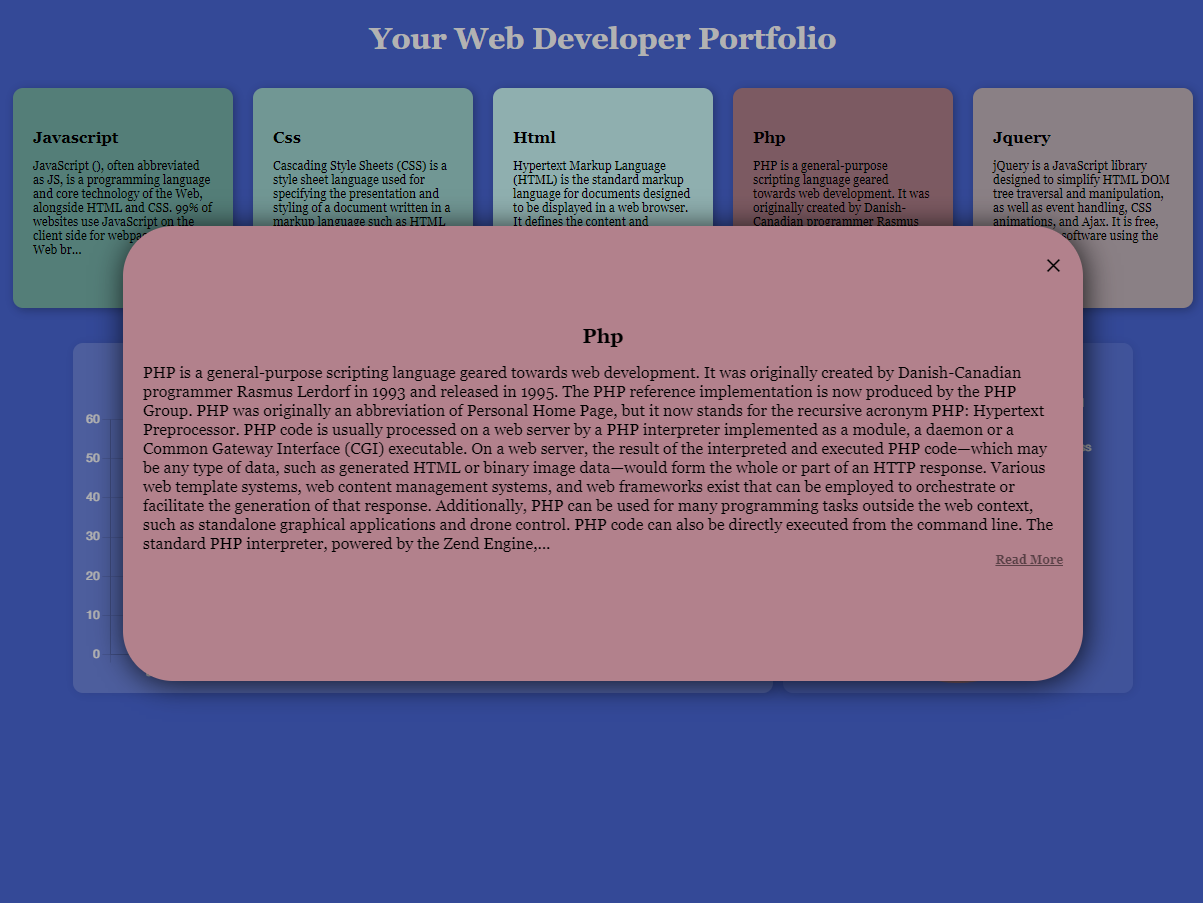 Your Web Developer Portfolio
Javascript
JavaScript (), often abbreviated
as JS, is a programming language
and core technology of the Web,
alongside HTML and CSS. 99% of
websites use JavaScript on the
client side for
Web br...
Css
Cascading Style Sheets (CSS) is a
style sheet language used for
specifying the presentation and
styling of a document written in a
markup language such as HTML
Html
Hypertext Markup Language
(HTML) is the standard markup
language for documents designed
to be displayed in a web browser.
It defines the content and
Php
PHP is a general-purpose
scripting language geared
towards web development. It was
originally created by Danish-
Canadian programmer Rasmus
Jquery
jQuery is a JavaScript library
designed to simplify HTML DOM
tree traversal and manipulation,
as well as event handling, CSS
animations, and Ajax. It is free,
software using the
Php
PHP is a general-purpose scripting language geared towards web development. It was originally created by Danish-Canadian
programmer Rasmus Lerdorf in 1993 and released in 1995. The PHP reference implementation is now produced by the PHP
Group. PHP was originally an abbreviation of Personal Home Page, but it now stands for the recursive acronym PHP: Hypertext
Preprocessor. PHP code is usually processed on a web server by a PHP interpreter implemented as a module, a daemon or a
Common Gateway Interface (CGI) executable. On a web server, the result of the interpreted and executed PHP code—which may
be any type of data, such as generated HTML or binary image data—would form the whole or part of an HTTP response. Various
web template systems, web content management systems, and web frameworks exist that can be employed to orchestrate or
facilitate the generation of that response. Additionally, PHP can be used for many programming tasks outside the web context,
such as standalone graphical applications and drone control. PHP code can also be directly executed from the command line. The
standard PHP interpreter, powered by the Zend Engine,...
Read More
60
50
40
30
20
10
0